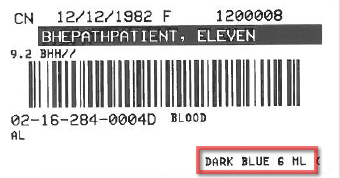 CN 12/12/1982 F 1200008
BHEPATHPATIENT, ELEVEN
9.2 BHH//
02-16-284-0004D BLOOD
AL
DARK BLUE 6 ML